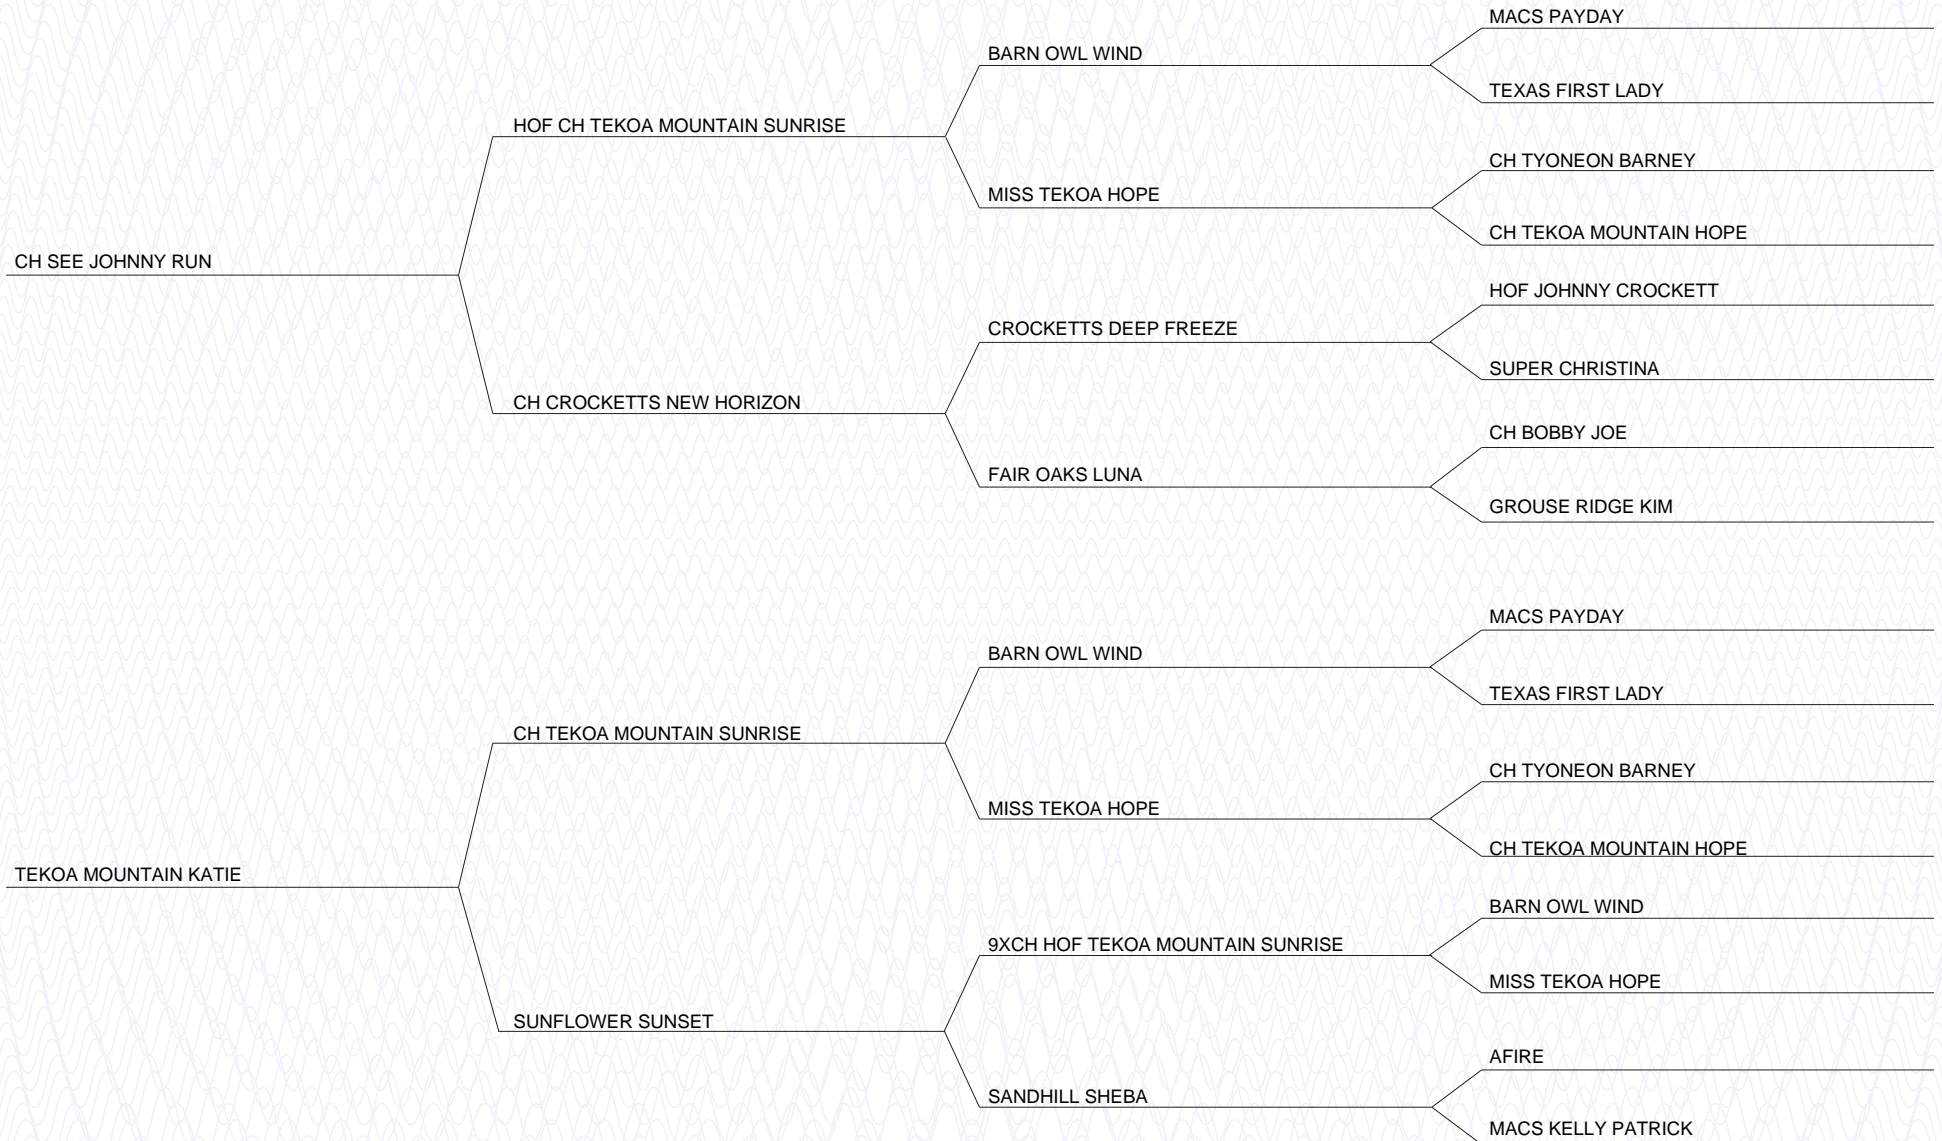 MACS PAYDAY
BARN OWL WIND
TEXAS FIRST LADY
HOF CH TEKOA MOUNTAIN SUNRISE
CH TYONEON BARNEY
MISS TEKOA HOPE
CH TEKOA MOUNTAIN HOPE
CH SEE JOHNNY RUN
HOF JOHNNY CROCKETT
CROCKETTS DEEP FREEZE
SUPER CHRISTINA
CH CROCKETTS NEW HORIZON
CH BOBBY JOE
FAIR OAKS LUNA
GROUSE RIDGE KIM
MACS PAYDAY
BARN OWL WIND
TEXAS FIRST LADY
CH TEKOA MOUNTAIN SUNRISE
CH TYONEON BARNEY
MISS TEKOA HOPE
CH TEKOA MOUNTAIN HOPE
TEKOA MOUNTAIN KATIE
BARN OWL WIND
9XCH HOF TEKOA MOUNTAIN SUNRISE
MISS TEKOA HOPE
SUNFLOWER SUNSET
AFIRE
SANDHILL SHEBA
MACS KELLY PATRICK